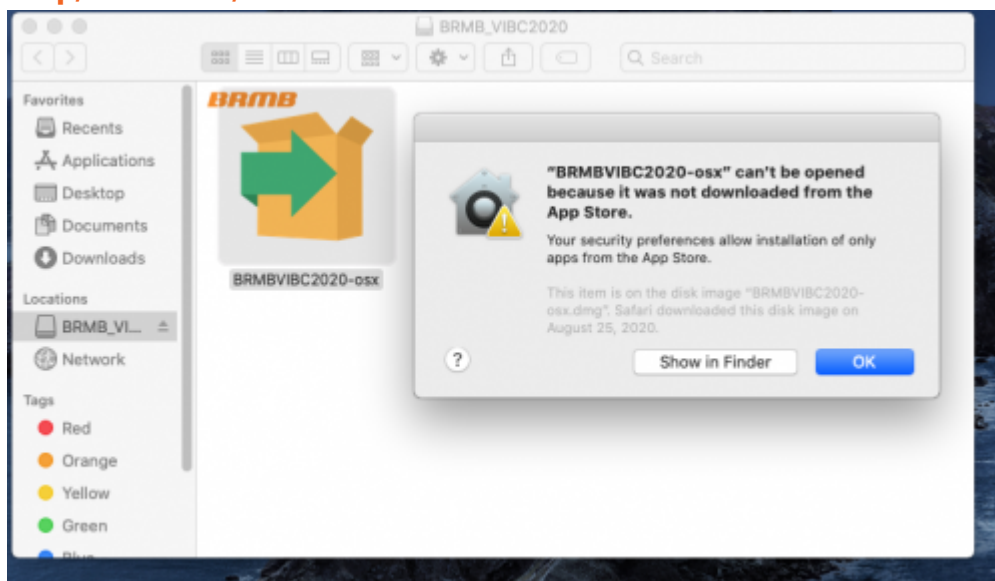 BRMB_VIBC2020
Search
Favorites
Recents
Applications
Desktop
Documents
Downloads
Locations
BRMB_VI...
Network
Tags
Red
Orange
Yellow
Green
BRMB
BRMBVIBC2020-osx
"BRMBVIBC2020-osx" can't be opened
because it was not downloaded from the
App Store.
Your security preferences allow installation of only
apps from the App Store.
This item is on the disk image "BRMBVIBC2020-
osx.dmg". Safari downloaded this disk image on
August 25, 2020.
?
Show in Finder
OK